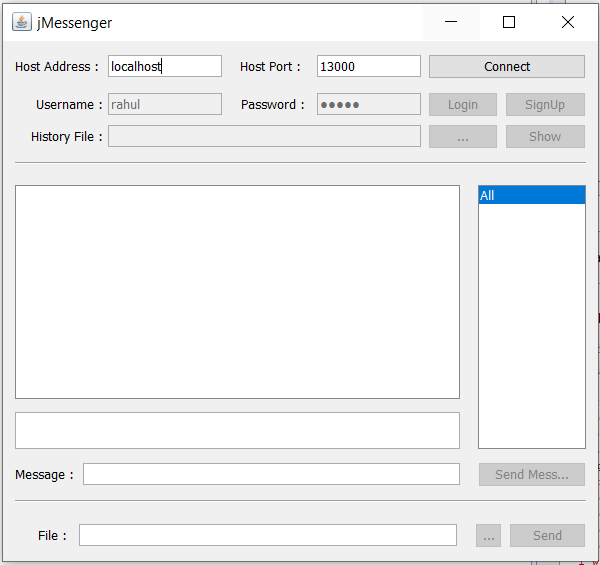 jMessenger
Host Address : localhost Host Port : 13000 Connect
Username : rahul Password : ●●●●● Login SignUp
History File : ... Show
All
Message : Send Mess...
File : ... Send